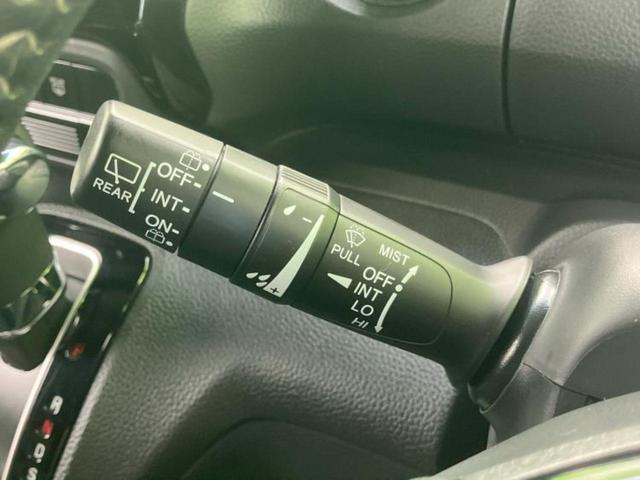 REAR
OFF
INT
ON
- 
+
MIST
PULL
OFF
INT
LO
HI
R
N
D
S